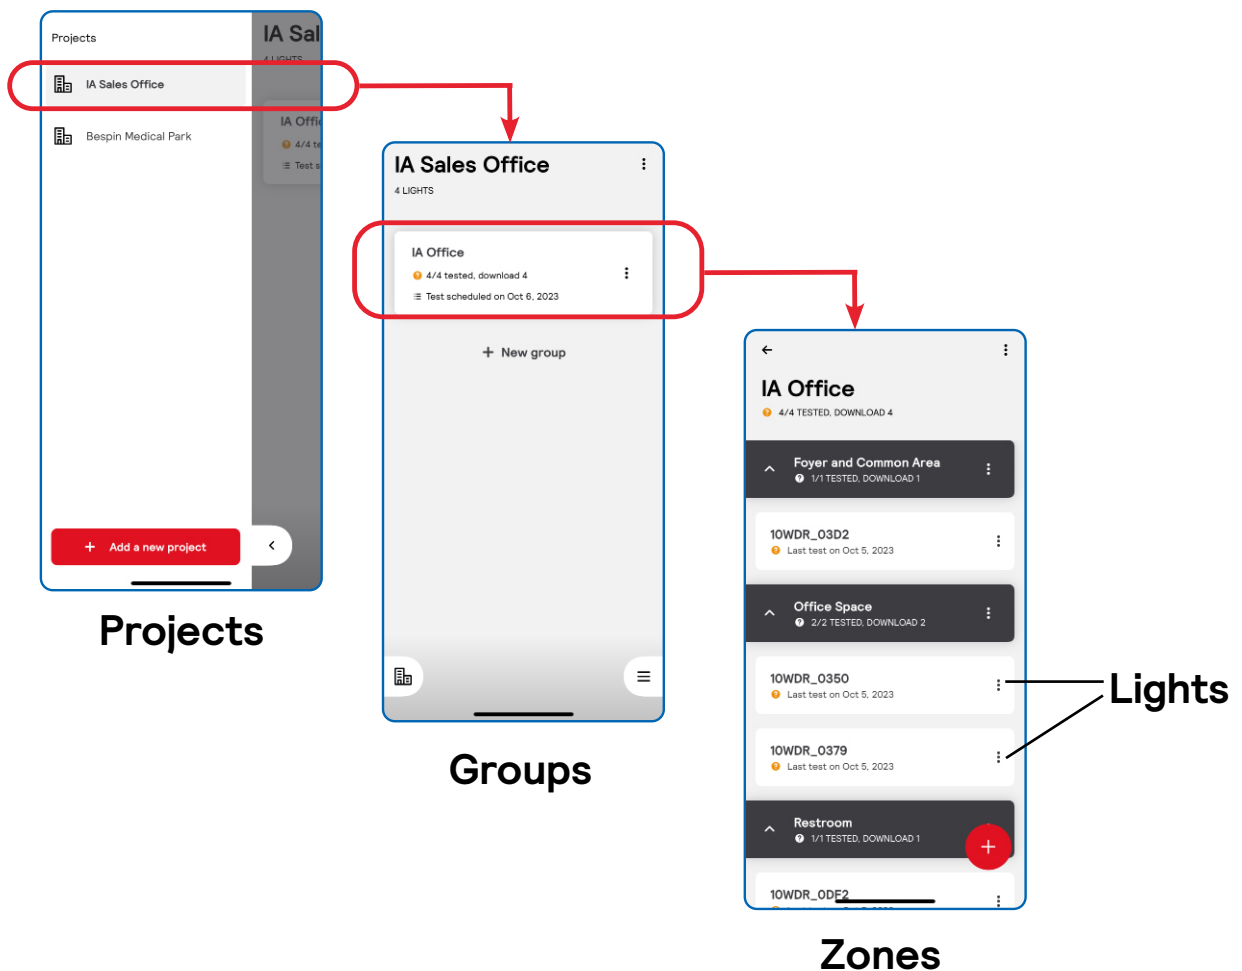 Projects
IA Sales Office
Bespin Medical Park
+ Add a new project
IA Sal
4 LIGHTS
IA Offi
4/4 te
Test s
Projects
IA Sales Office
4 LIGHTS
IA Office
4/4 tested, download 4
Test scheduled on Oct 6, 2023
+ New group
Groups
IA Office
4/4 TESTED, DOWNLOAD 4
Foyer and Common Area
1/1 TESTED, DOWNLOAD 1
10WDR_03D2
Last test on Oct 5, 2023
Office Space
2/2 TESTED, DOWNLOAD 2
10WDR_0350
Last test on Oct 5, 2023
10WDR_0379
Last test on Oct 5, 2023
Restroom
1/1 TESTED, DOWNLOAD 1
10WDR_0DF2
Lights
Zones